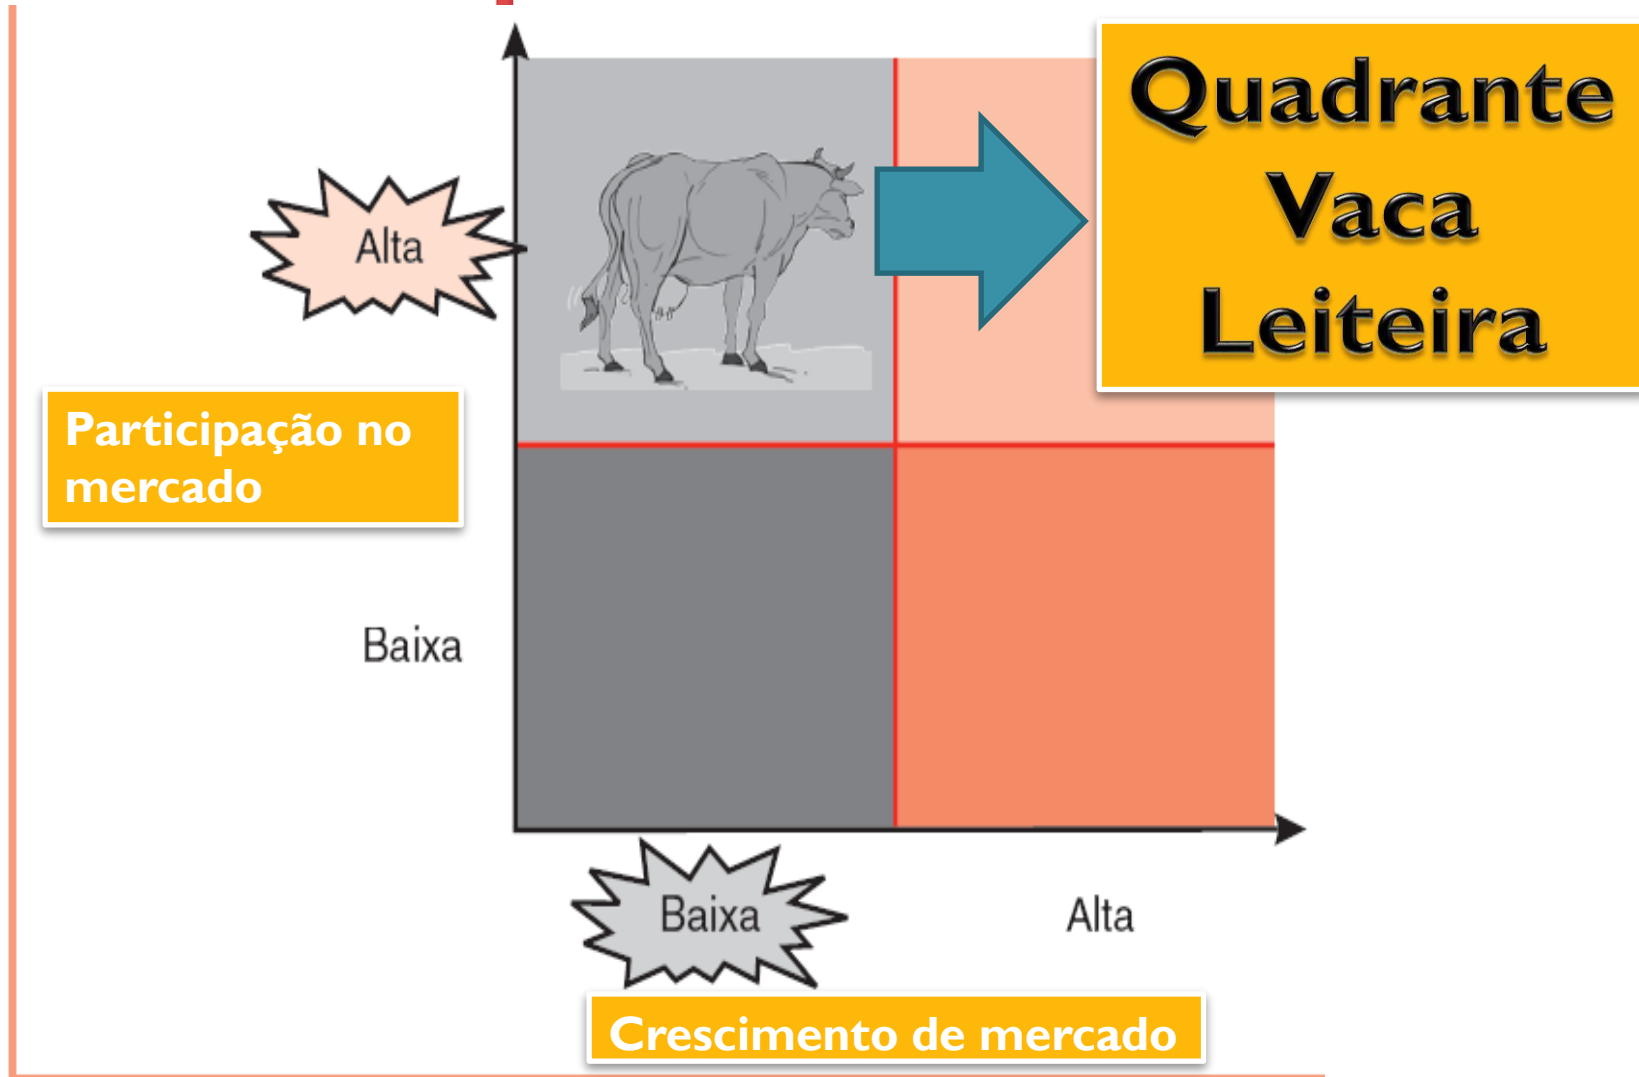 Quadrante
Vaca
Leiteira
Alta
Participação no
mercado
Baixa
Baixa
Alta
Crescimento de mercado